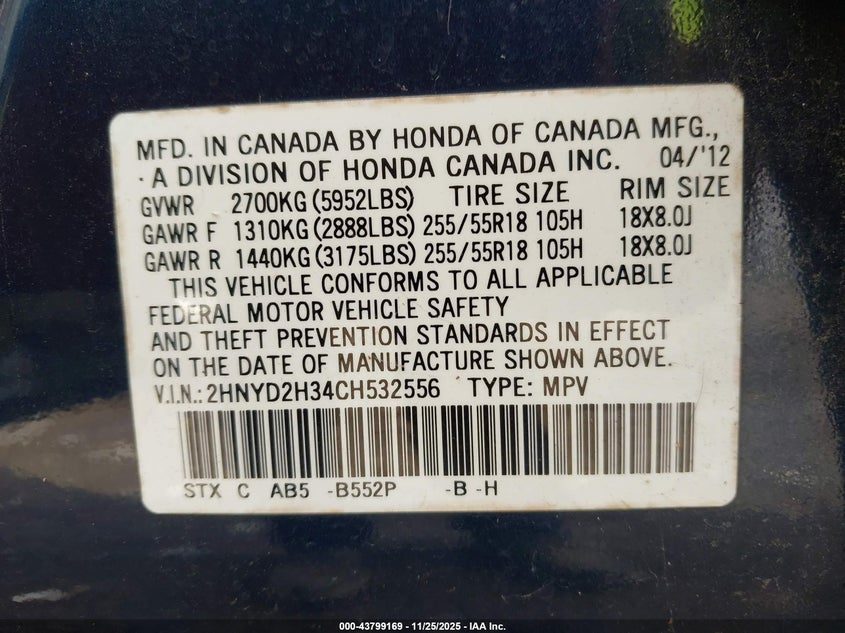 MFD. IN CANADA BY HONDA OF CANADA MFG.,
· A DIVISION OF HONDA CANADA INC. 04/'12
GVWR 2700KG (5952LBS) TIRE SIZE RIM SIZE
GAWR F 1310KG (2888LBS) 255/55R18 105H 18X8.0J
GAWR R 1440KG (3175LBS) 255/55R18 105H 18X8.0J
THIS VEHICLE CONFORMS TO ALL APPLICABLE
FEDERAL MOTOR VEHICLE SAFETY
AND THEFT PREVENTION STANDARDS IN EFFECT
ON THE DATE OF MANUFACTURE SHOWN ABOVE.
V.I.N.: 2HNYD2H34CH532556 TYPE: MPV
STX C AB5 -B552P -B -H
000-43799169 - 11/25/2025 - IAA Inc.